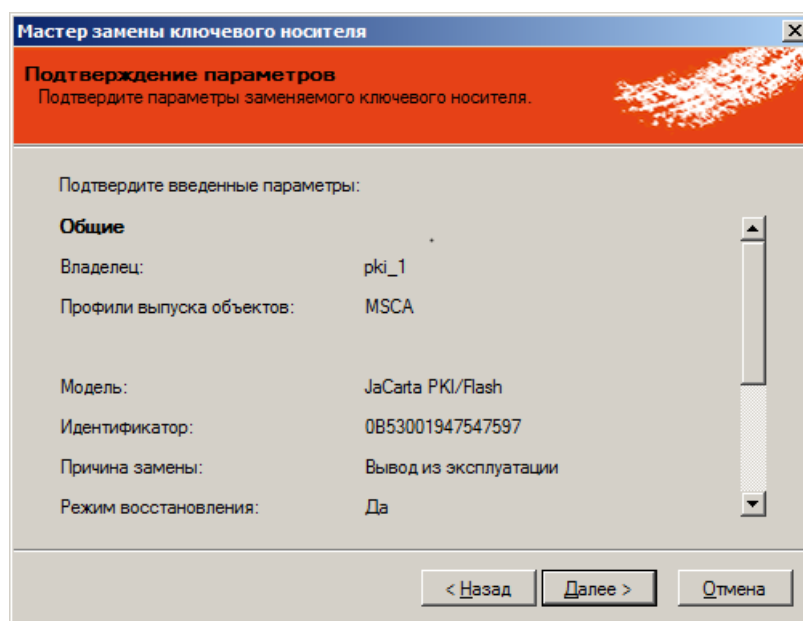 Мастер замены ключевого носителя
Подтверждение параметров
Подтвердите параметры заменяемого ключевого носителя.
Подтвердите введенные параметры:
Общие
Владелец: pki_1
Профили выпуска объектов: MSCA
Модель: JaCarta PKI/Flash
Идентификатор: 0B53001947547597
Причина замены: Вывод из эксплуатации
Режим восстановления: Да
< Назад Далее > Отмена